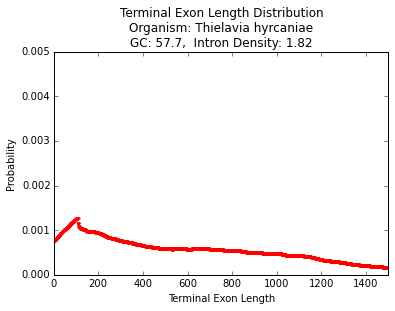 Terminal Exon Length Distribution
Organism: Thielavia hyrcaniae
GC: 57.7,  Intron Density: 1.82
0.005
0.004
0.003
0.002
0.001
0.000
Probability
0 200 400 600 800 1000 1200 1400
Terminal Exon Length